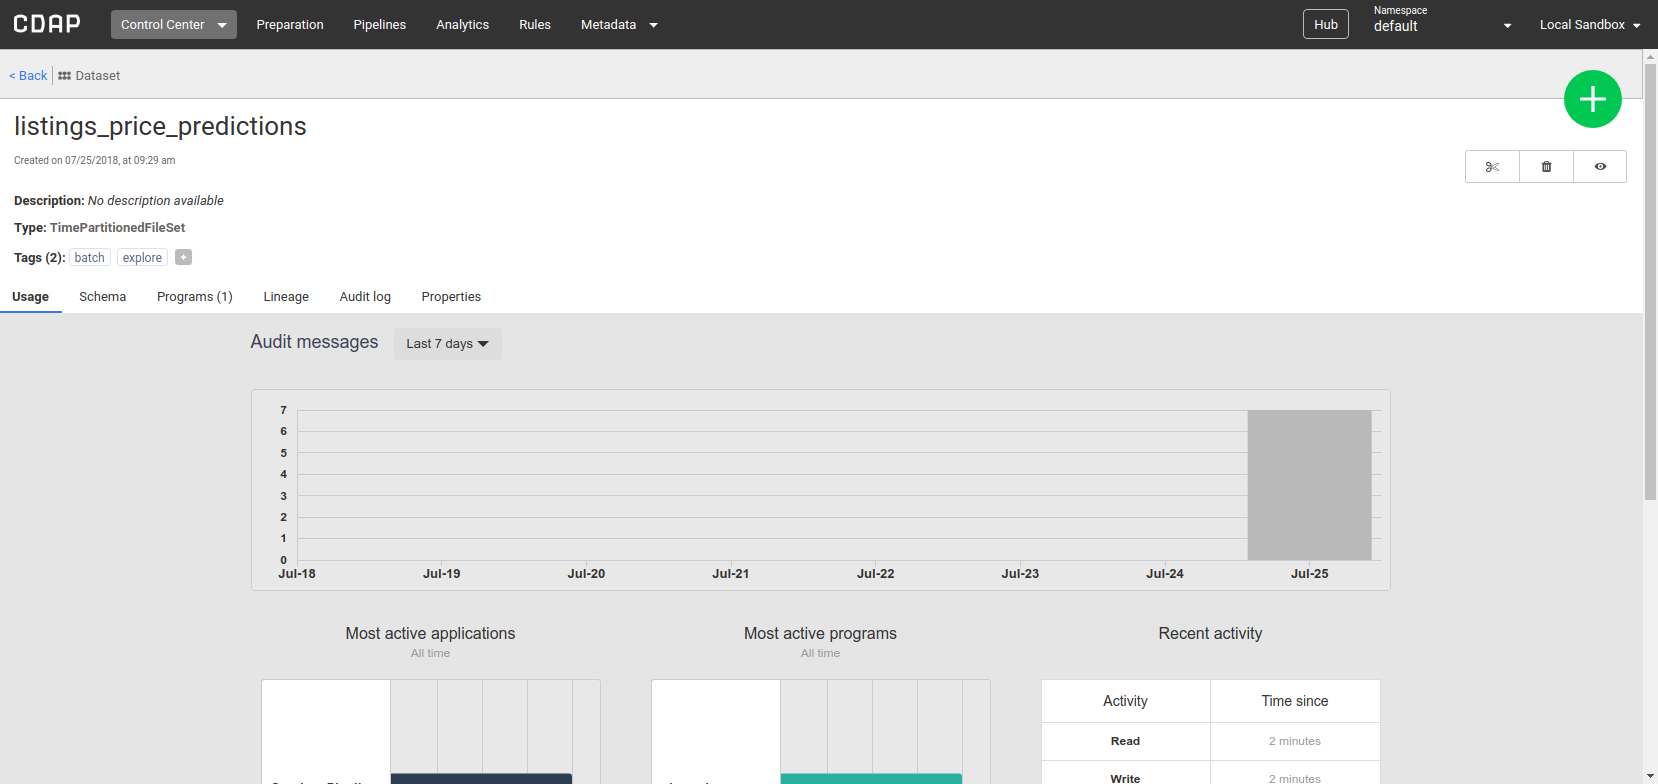 CDAP Control Center Preparation Pipelines Analytics Rules Metadata Hub Namespace default Local Sandbox
< Back Dataset
listings_price_predictions
Created on 07/25/2018, at 09:29 am
Description: No description available
Type: TimePartitionedFileSet
Tags (2): batch explore +
Usage Schema Programs (1) Lineage Audit log Properties
Audit messages Last 7 days
7
6
5
4
3
2
1
0
Jul-18 Jul-19 Jul-20 Jul-21 Jul-22 Jul-23 Jul-24 Jul-25
Most active applications
All time
Most active programs
All time
Recent activity
Activity Time since
Read 2 minutes
Write 2 minutes